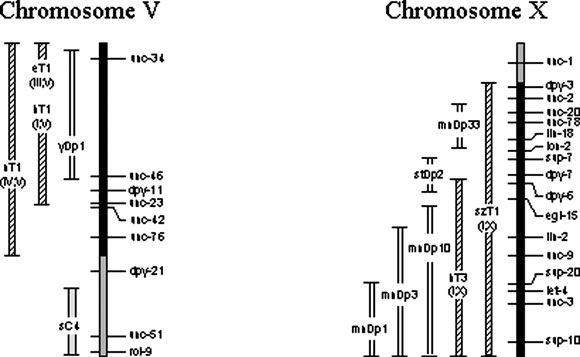 Chromosome V
Chromosome X
unc-34
eT1
(III;V)
hT1
(I;V)
γDp1
nT1
(IV;V)
unc-46
dpy-11
unc-23
unc-42
unc-76
dpy-21
sC4
unc-51
rol-9
unc-1
dpy-3
unc-2
unc-20
unc-78
lin-18
lon-2
sup-7
dpy-7
dpy-6
egl-15
lin-2
unc-9
sup-20
let-4
unc-3
sup-10
mnDp33
stDp2
szT1
(I;X)
mnDp10
hT3
(I;X)
mnDp3
mnDp1